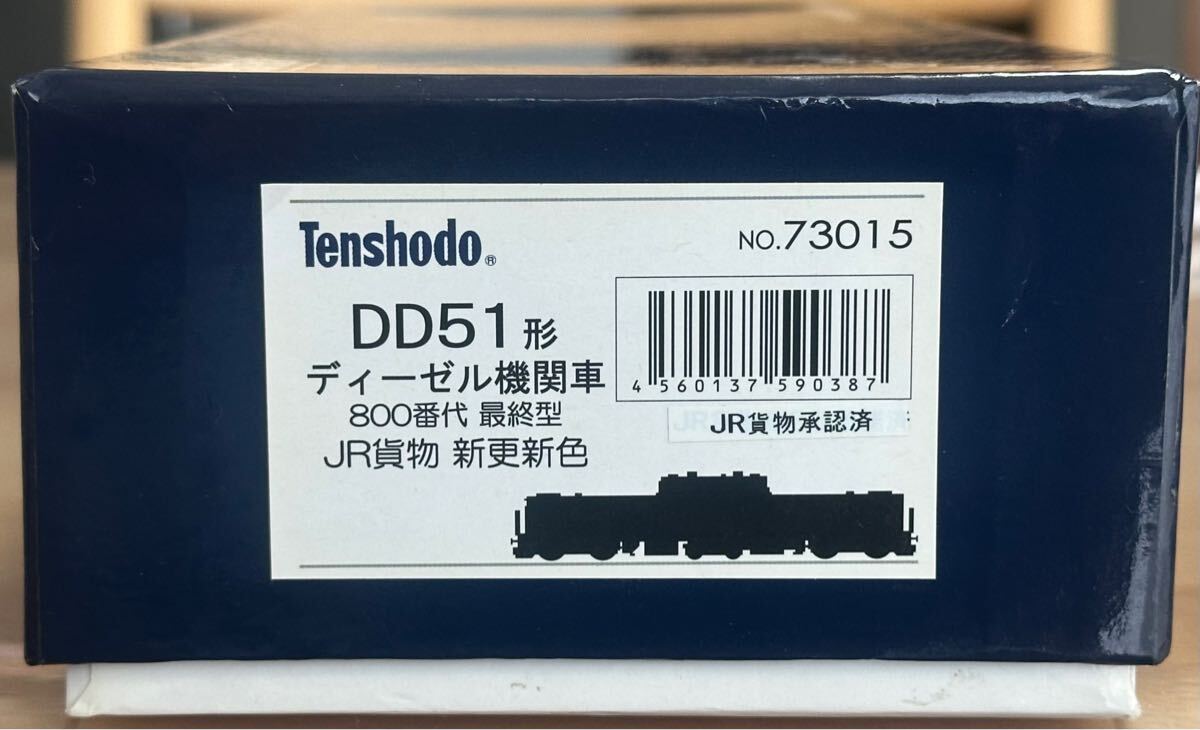 Tenshodo®
NO.73015
DD51形
ディーゼル機関車
800番代 最終型
JR貨物 新更新色
4 560137 590387
JR貨物承認済